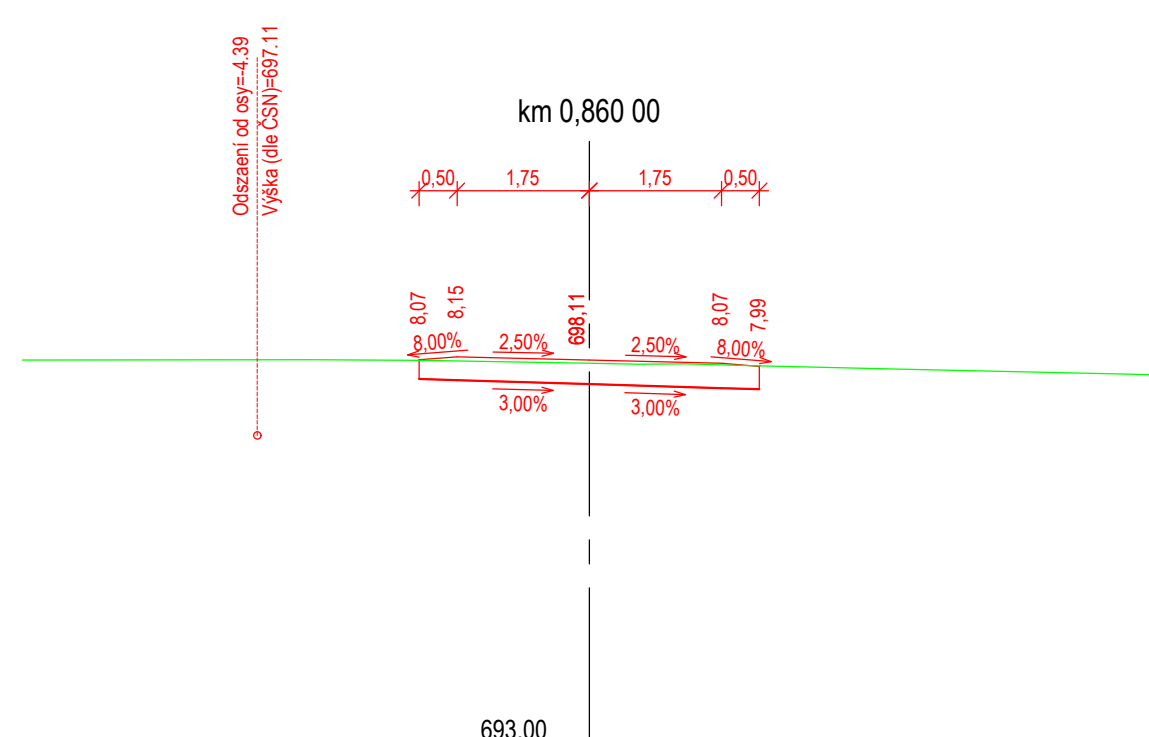 Odszaení od osy=-4.39
Výška (dle ČSN)=697.11
km 0,860 00
0,50 1,75 1,75 0,50
8,07 8,15 698,11 8,07 7,99
8,00% 2,50% 2,50% 8,00%
3,00% 3,00%
693,00